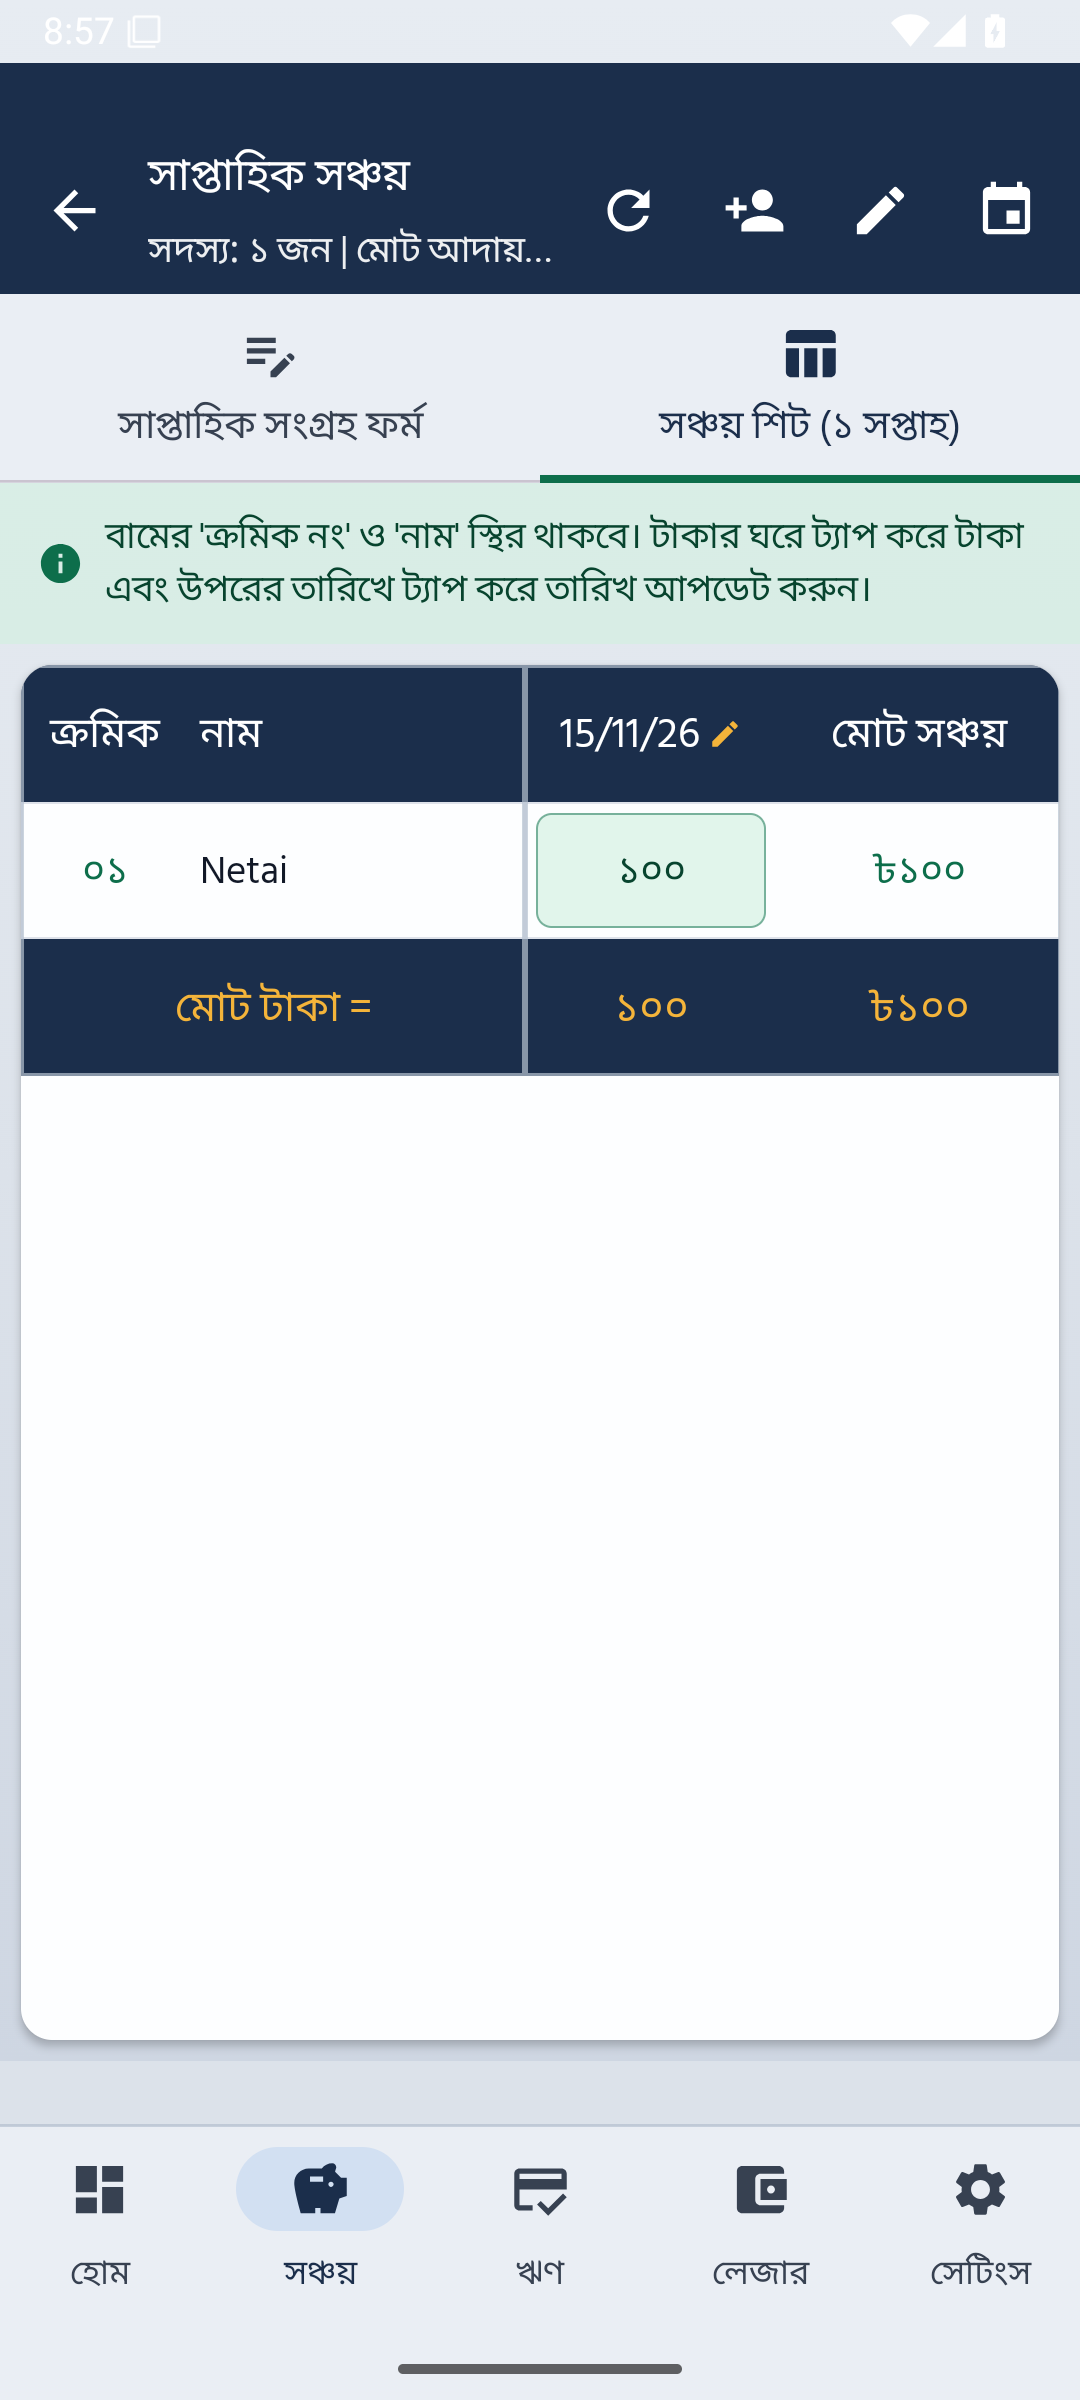 8:57
সাপ্তাহিক সঞ্চয়
সদস্য: ১ জন | মোট আদায়...
সাপ্তাহিক সংগ্রহ ফর্ম
সঞ্চয় শিট (১ সপ্তাহ)
বামের 'ক্রমিক নং' ও 'নাম' স্থির থাকবে। টাকার ঘরে ট্যাপ করে টাকা
এবং উপরের তারিখে ট্যাপ করে তারিখ আপডেট করুন।
ক্রমিক নাম 15/11/26 মোট সঞ্চয়
০১ Netai ১০০ ৳১০০
মোট টাকা = ১০০ ৳১০০
হোম সঞ্চয় ঋণ লেজার সেটিংস